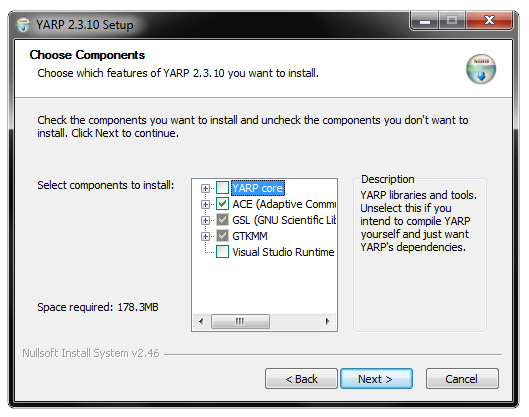 YARP 2.3.10 Setup
Choose Components
Choose which features of YARP 2.3.10 you want to install.
Check the components you want to install and uncheck the components you don't want to
install. Click Next to continue.
Select components to install:
YARP core
ACE (Adaptive Commu
GSL (GNU Scientific Lib
GTKMM
Visual Studio Runtime
Description
YARP libraries and tools.
Unselect this if you
intend to compile YARP
yourself and just want
YARP's dependencies.
Space required: 178.3MB
Nullsoft Install System v2.46
< Back
Next >
Cancel